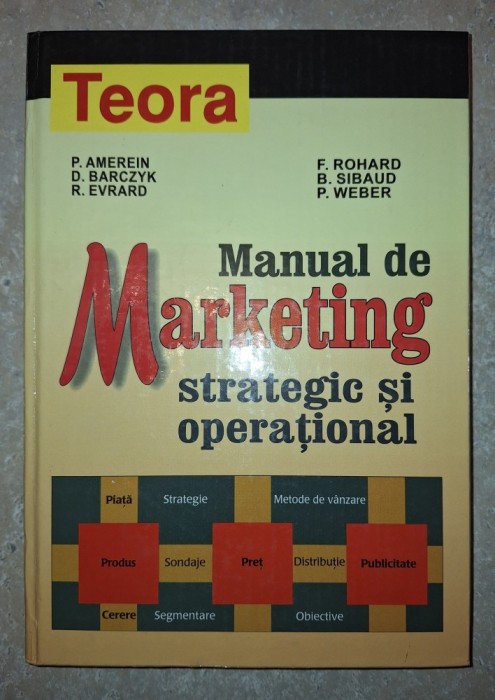 Teora
P. AMEREIN
D. BARCZYK
R. EVRARD
F. ROHARD
B. SIBAUD
P. WEBER
Manual de
Marketing
strategic și
operațional
Piață Strategie Metode de vânzare
Produs Sondaje Preț Distribuție Publicitate
Cerere Segmentare Obiective